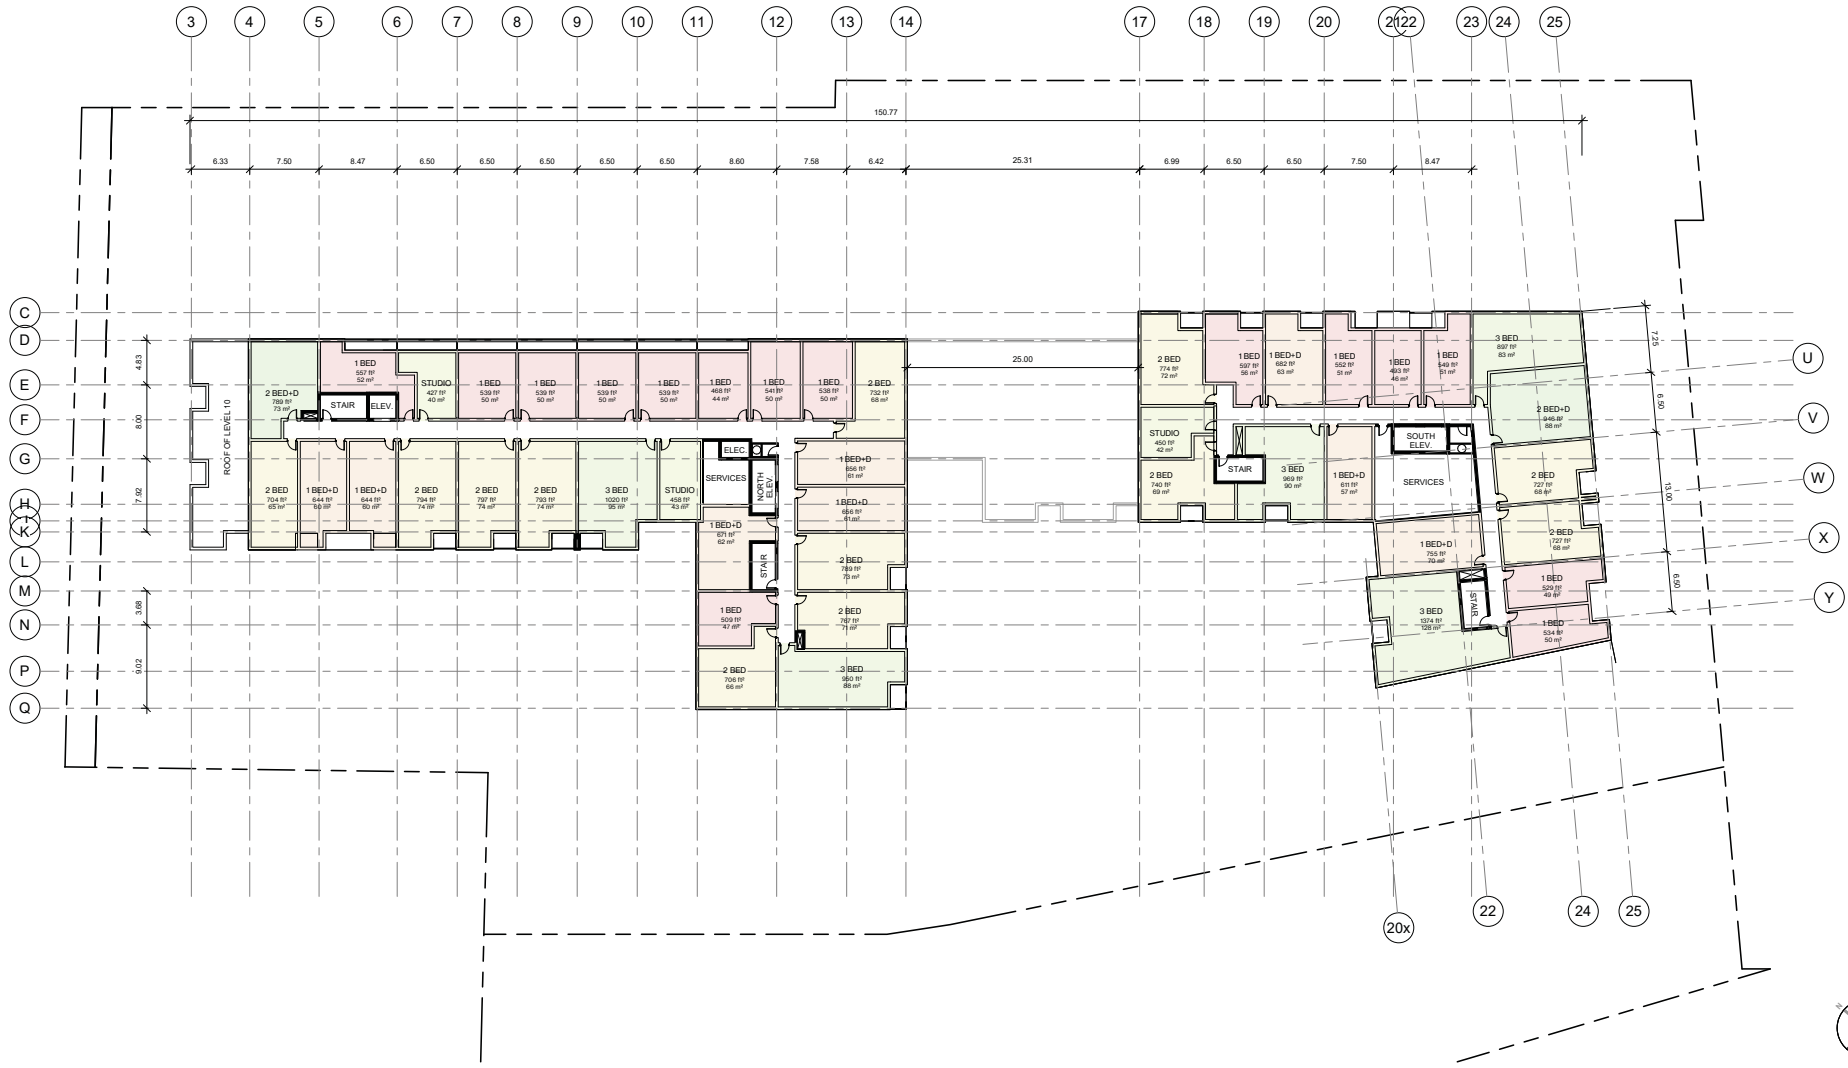 3 4 5 6 7 8 9 10 11 12 13 14 17 18 19 20 21 22 23 24 25
150.77
6.33 7.50 8.47 6.50 6.50 6.50 6.50 6.50 8.60 7.58 6.42 25.31 6.99 6.50 6.50 7.50 8.47
C
D
E
F
G
H
K
L
M
N
P
Q
4.83
8.00
7.92
3.68
9.02
ROOF OF LEVEL 10
2 BED+D
789 ft²
73 m²
1 BED
557 ft²
52 m²
STAIR
ELEV.
STUDIO
427 ft²
40 m²
1 BED
539 ft²
50 m²
1 BED
539 ft²
50 m²
1 BED
539 ft²
50 m²
1 BED
539 ft²
50 m²
1 BED
468 ft²
44 m²
1 BED
541 ft²
50 m²
1 BED
538 ft²
50 m²
2 BED
732 ft²
68 m²
2 BED
704 ft²
65 m²
1 BED+D
644 ft²
60 m²
1 BED+D
644 ft²
60 m²
2 BED
794 ft²
74 m²
2 BED
797 ft²
74 m²
2 BED
793 ft²
74 m²
3 BED
1020 ft²
95 m²
STUDIO
458 ft²
43 m²
ELEC.
SERVICES
NORTH
ELEV.
1 BED+D
656 ft²
61 m²
1 BED+D
656 ft²
61 m²
1 BED+D
671 ft²
62 m²
STAIR
2 BED
789 ft²
73 m²
1 BED
509 ft²
47 m²
2 BED
767 ft²
71 m²
2 BED
706 ft²
66 m²
3 BED
950 ft²
88 m²
25.00
2 BED
774 ft²
72 m²
1 BED
597 ft²
56 m²
1 BED+D
682 ft²
63 m²
1 BED
552 ft²
51 m²
1 BED
493 ft²
46 m²
1 BED
549 ft²
51 m²
3 BED
897 ft²
83 m²
STUDIO
450 ft²
42 m²
2 BED
740 ft²
69 m²
STAIR
3 BED
969 ft²
90 m²
1 BED+D
611 ft²
57 m²
SOUTH
ELEV.
SERVICES
2 BED+D
946 ft²
88 m²
2 BED
727 ft²
68 m²
2 BED
727 ft²
68 m²
1 BED+D
755 ft²
70 m²
1 BED
529 ft²
49 m²
STAIR
3 BED
1374 ft²
128 m²
1 BED
534 ft²
50 m²
7.25
6.50
13.00
6.50
U
V
W
X
Y
20x 22 24 25
N